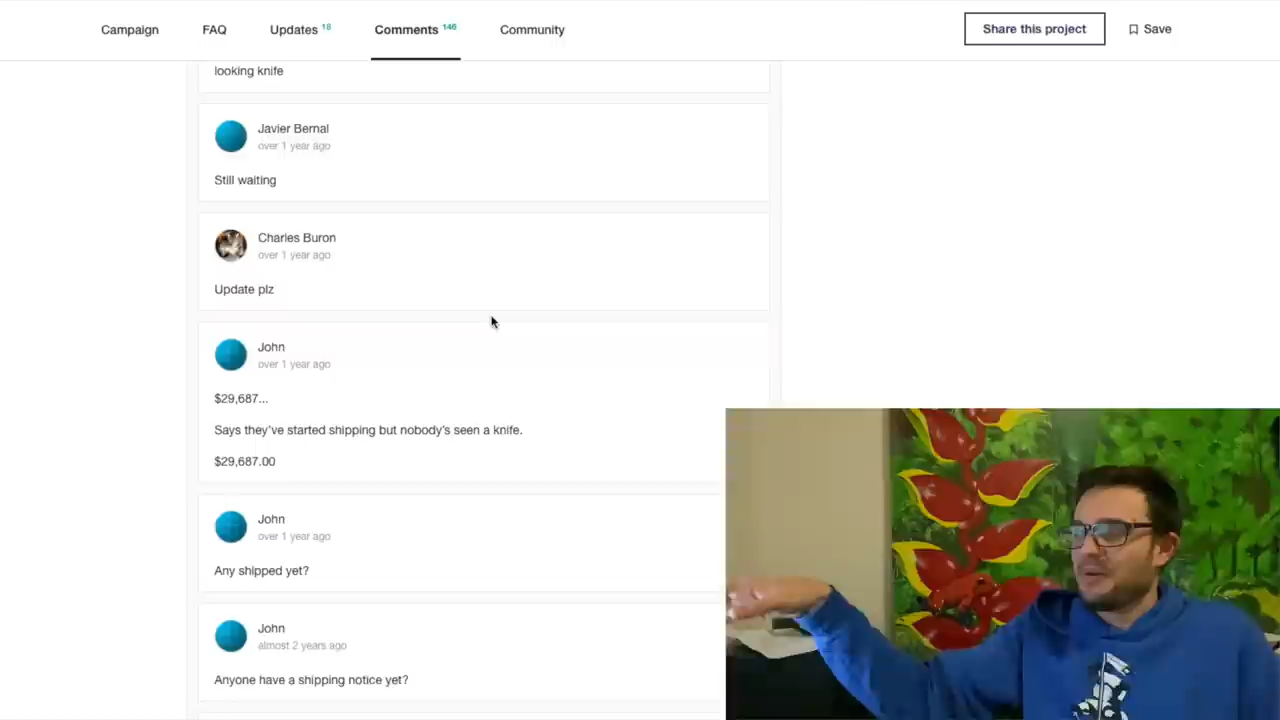 Campaign FAQ Updates 18 Comments 146 Community Share this project Save
looking knife
Javier Bernal
over 1 year ago
Still waiting
Charles Buron
over 1 year ago
Update plz
John
over 1 year ago
$29,687...
Says they've started shipping but nobody's seen a knife.
$29,687.00
John
over 1 year ago
Any shipped yet?
John
almost 2 years ago
Anyone have a shipping notice yet?